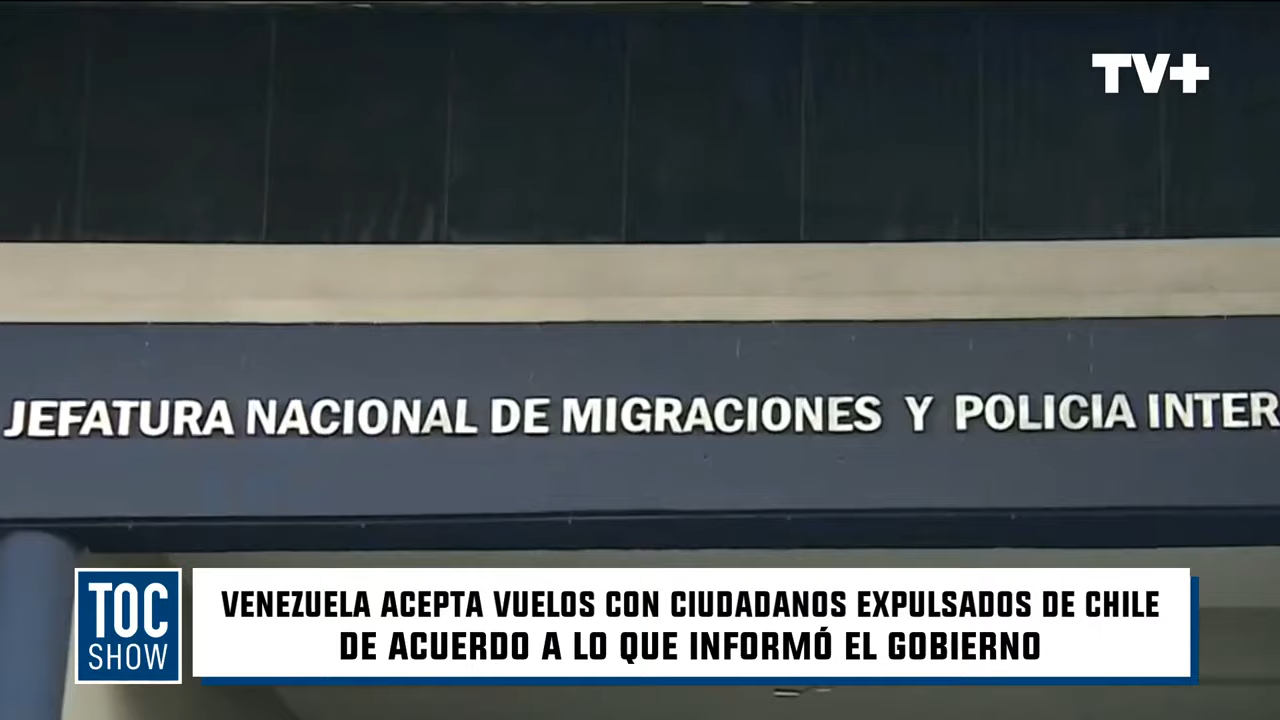 TV+
JEFATURA NACIONAL DE MIGRACIONES Y POLICIA INTER
TOC
SHOW
VENEZUELA ACEPTA VUELOS CON CIUDADANOS EXPULSADOS DE CHILE
DE ACUERDO A LO QUE INFORMÓ EL GOBIERNO